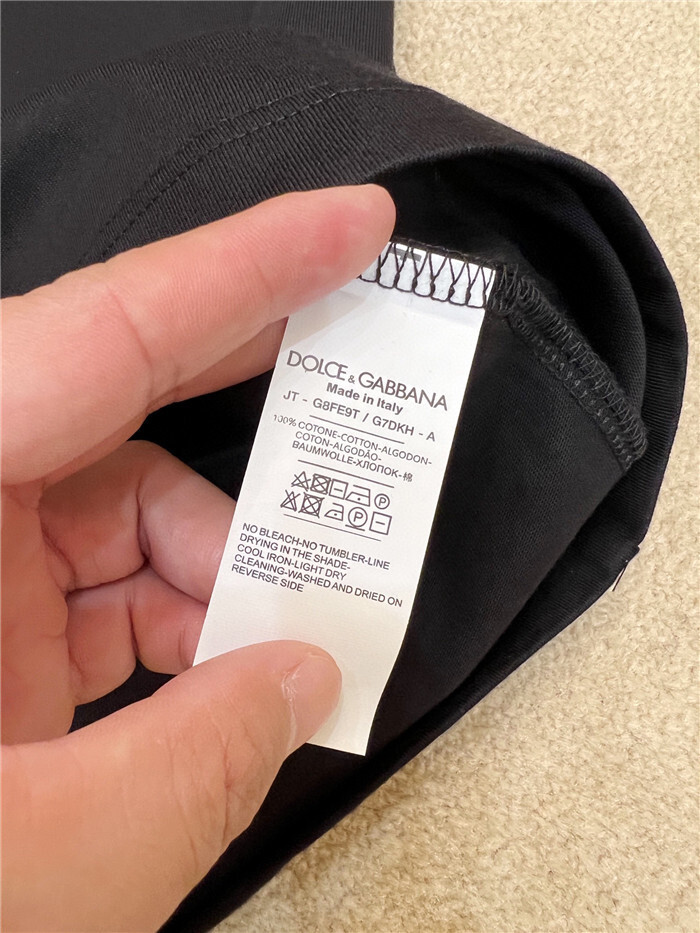 DOLCE & GABBANA
Made in Italy
JT - G8FE9T / G7DKH - A
100% COTONE-COTTON-ALGODON-
COTON-ALGODÃO-
BAUMWOLLE-ХЛОПОК-棉
P
P
NO BLEACH-NO TUMBLER-LINE
DRYING IN THE SHADE-
COOL IRON-LIGHT DRY
CLEANING-WASHED AND DRIED ON
REVERSE SIDE